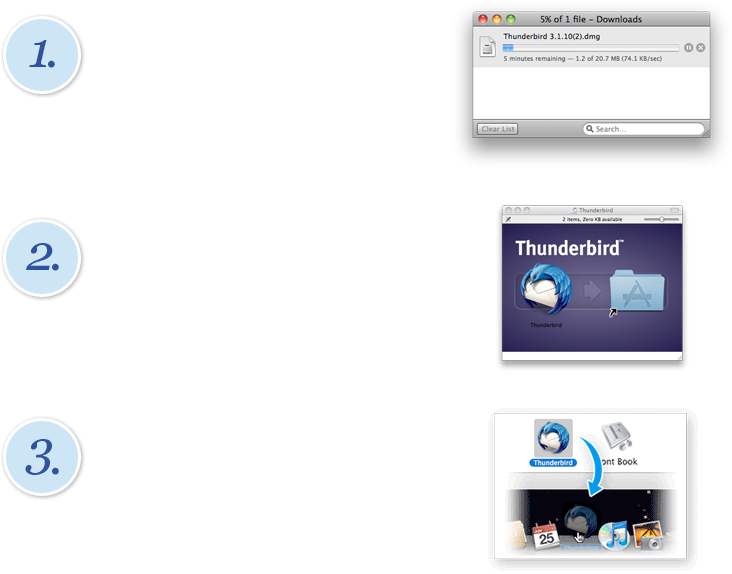 1.
5% of 1 file – Downloads
Thunderbird 3.1.10(2).dmg
5 minutes remaining — 1.2 of 20.7 MB (74.1 KB/sec)
Clear List
Search...
2.
Thunderbird
2 items, Zero KB available
Thunderbird™
Thunderbird
3.
Thunderbird
ont Book
25